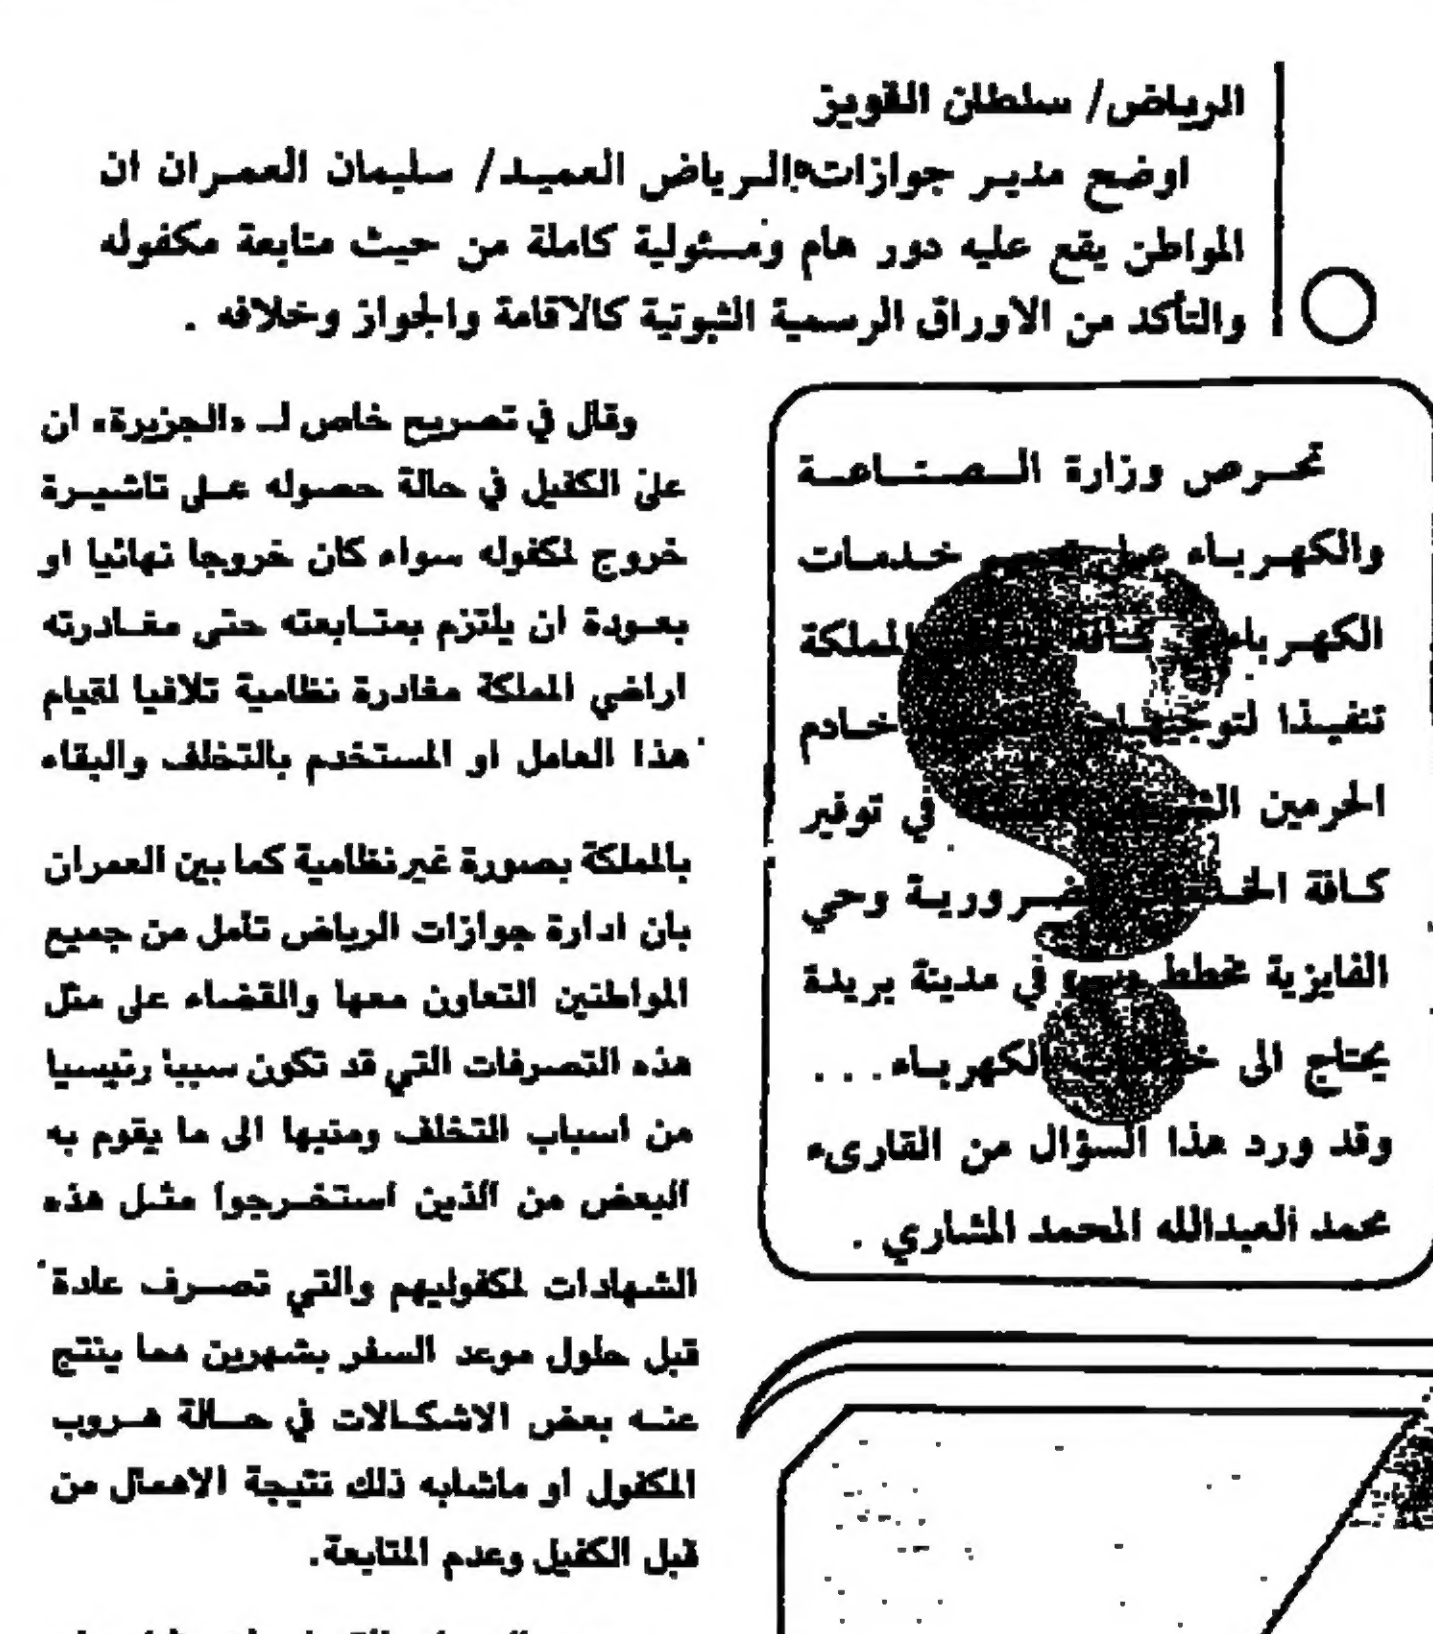 الرياض/ سلطان القويز
اوضح مدير جوازات الرياض العميد/ سليمان العمران ان
المواطن يقع عليه دور هام ومسئولية كاملة من حيث متابعة مكفوله
والتأكد من الاوراق الرسمية الثبوتية كالاقامة والجواز وخلافه .
وقال في تصريح خاص لـ «الجزيرة» ان
على الكفيل في حالة حصوله على تاشيرة
خروج لمكفوله سواء كان خروجا نهائيا او
بعودة ان يلتزم بمتابعته حتى مغادرته
اراضي المملكة مغادرة نظامية تلافيا لقيام
هذا العامل او المستخدم بالتخلف والبقاء
بالمملكة بصورة غير نظامية كما بين العمران
بان ادارة جوازات الرياض تأمل من جميع
المواطنين التعاون معها والقضاء على مثل
هذه التصرفات التي قد تكون سببا رئيسيا
من اسباب التخلف ومنبها الى ما يقوم به
البعض من الذين استخرجوا مثل هذه
الشهادات لمكفوليهم والتي تصرف عادة
قبل حلول موعد السفر بشهرين مما ينتج
عنه بعض الاشكالات في حالة هروب
المكفول او ماشابه ذلك نتيجة الاهمال من
قبل الكفيل وعدم المتابعة.
تحرص وزارة الصناعة
والكهرباء على خدمات
الكهرباء كافة المملكة
تنفيذا لتوجيهات خادم
الحرمين في توفير
كافة الضرورية وحي
الفايزية مخطط في مدينة بريدة
يحتاج الى الكهرباء . . .
وقد ورد هذا السؤال من القارىء
محمد العبدالله المحمد المشاري .